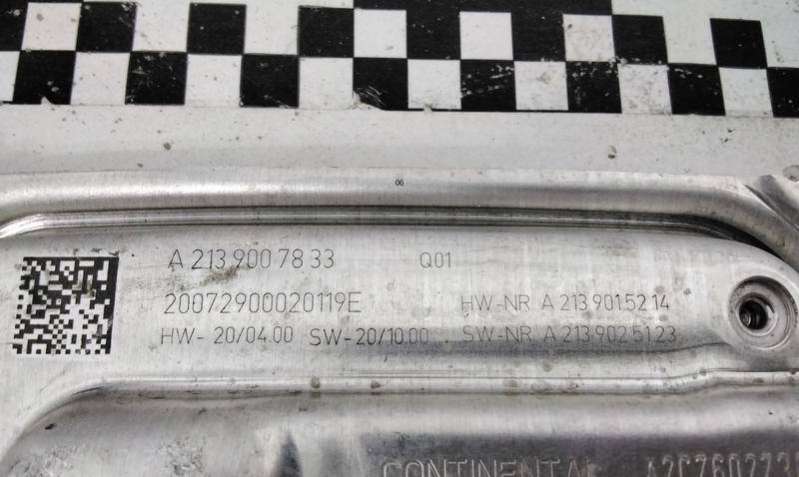 06
A 213 900 78 33 Q01
20072900020119E HW-NR A 213 901 52 14
HW- 20/04.00 SW-20/10.00 SW-NR A 213 902 51 23
CONTINENTAL